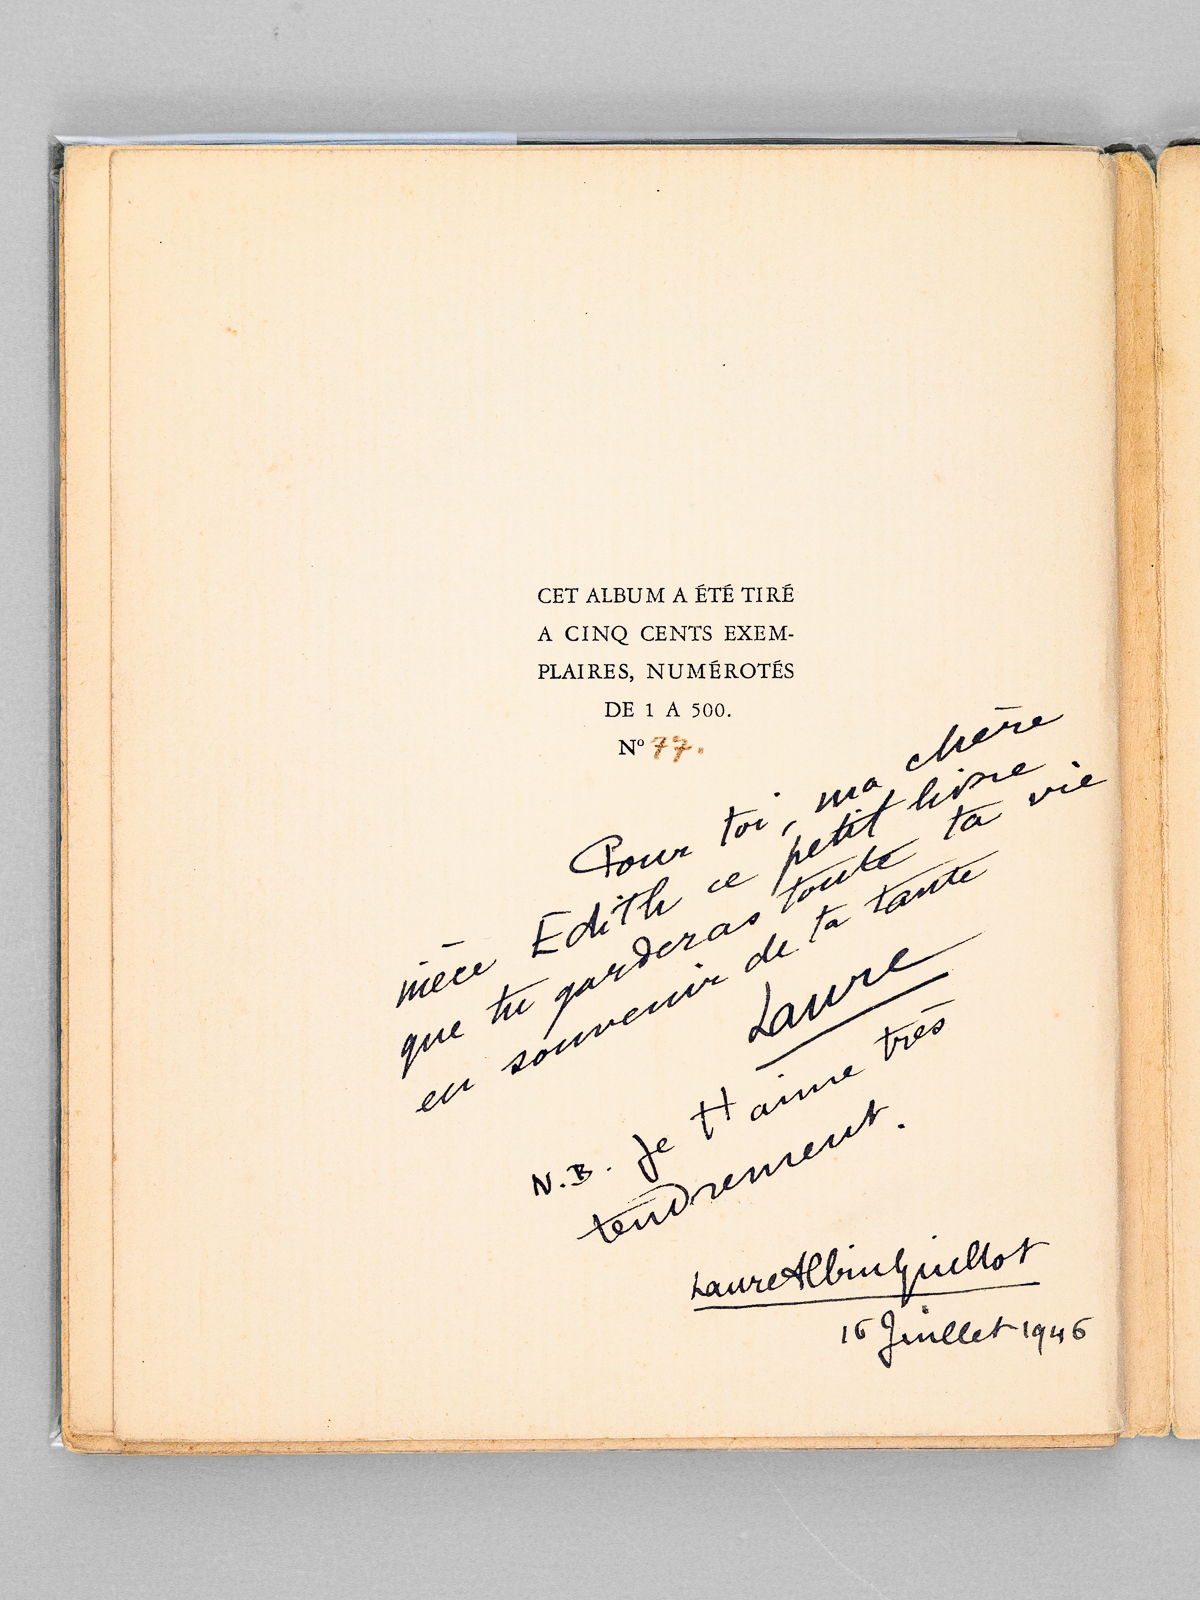 CET ALBUM A ÉTÉ TIRÉ
A CINQ CENTS EXEM-
PLAIRES, NUMÉROTÉS
DE 1 A 500.
Nº 77.
Pour toi, ma chère
nièce Edith ce petit livre
que tu garderas toute ta vie
en souvenir de ta tante
Laure
N.B. Je t'aime très
tendrement.
Laure Albin Guillot
16 Juillet 1946